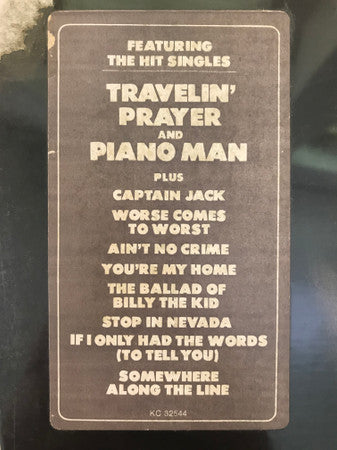 FEATURING
THE HIT SINGLES
TRAVELIN'
PRAYER
AND
PIANO MAN
PLUS
CAPTAIN JACK
WORSE COMES
TO WORST
AIN'T NO CRIME
YOU'RE MY HOME
THE BALLAD OF
BILLY THE KID
STOP IN NEVADA
IF I ONLY HAD THE WORDS
(TO TELL YOU)
SOMEWHERE
ALONG THE LINE
KC 32544